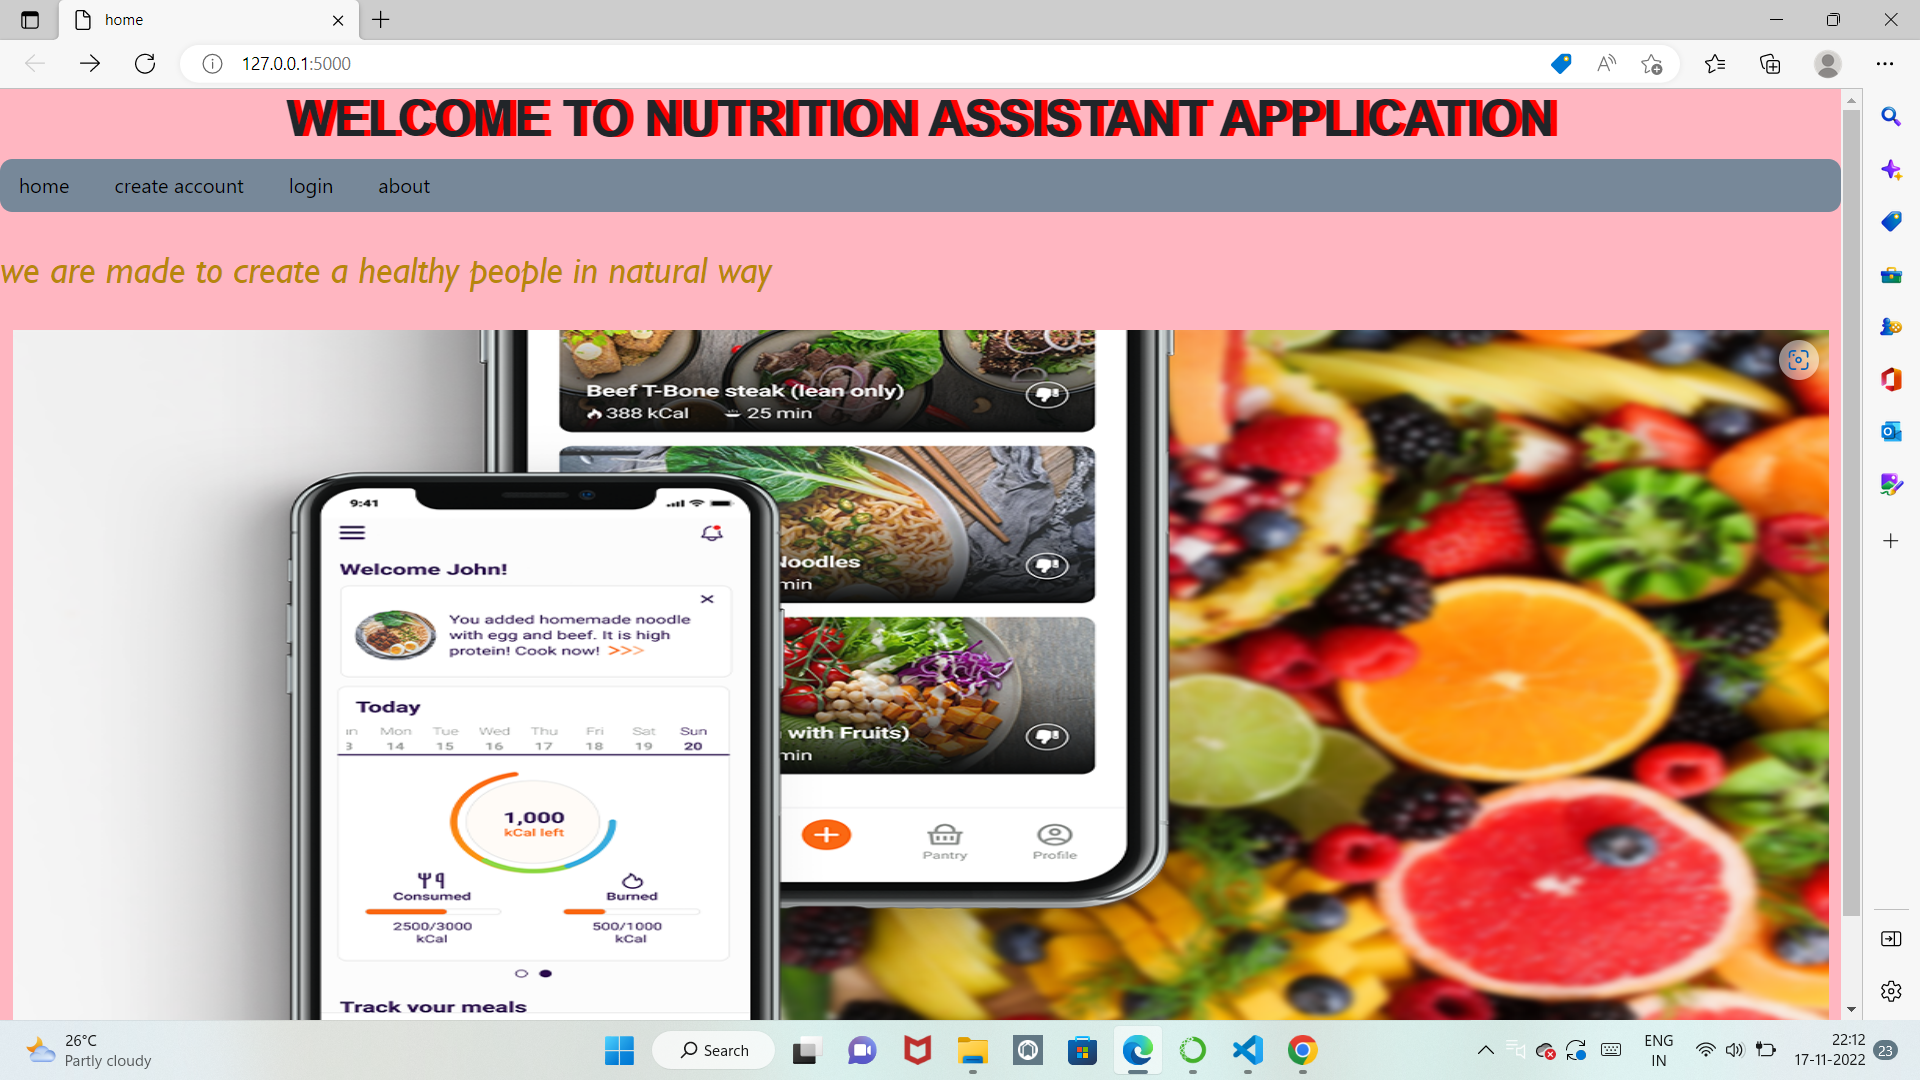 home
127.0.0.1:5000
WELCOME TO NUTRITION ASSISTANT APPLICATION
home create account login about
we are made to create a healthy people in natural way
Beef T-Bone steak (lean only)
388 kCal 25 min
Noodles
min
with Fruits)
min
Pantry Profile
9:41
Welcome John!
You added homemade noodle
with egg and beef. It is high
protein! Cook now! >>>
Today
Mon Tue Wed Thu Fri Sat Sun
14 15 16 17 18 19 20
1,000
kCal left
Consumed Burned
2500/3000 500/1000
kCal kCal
Track your meals
26°C
Partly cloudy
Search
ENG
IN
22:12
17-11-2022
23